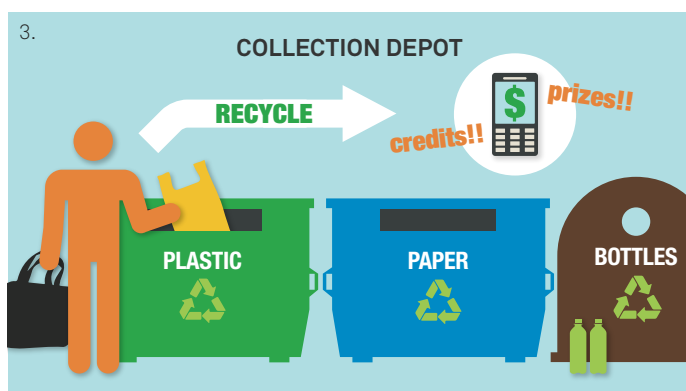 3.
COLLECTION DEPOT
RECYCLE
$
prizes!!
credits!!
PLASTIC
PAPER
BOTTLES